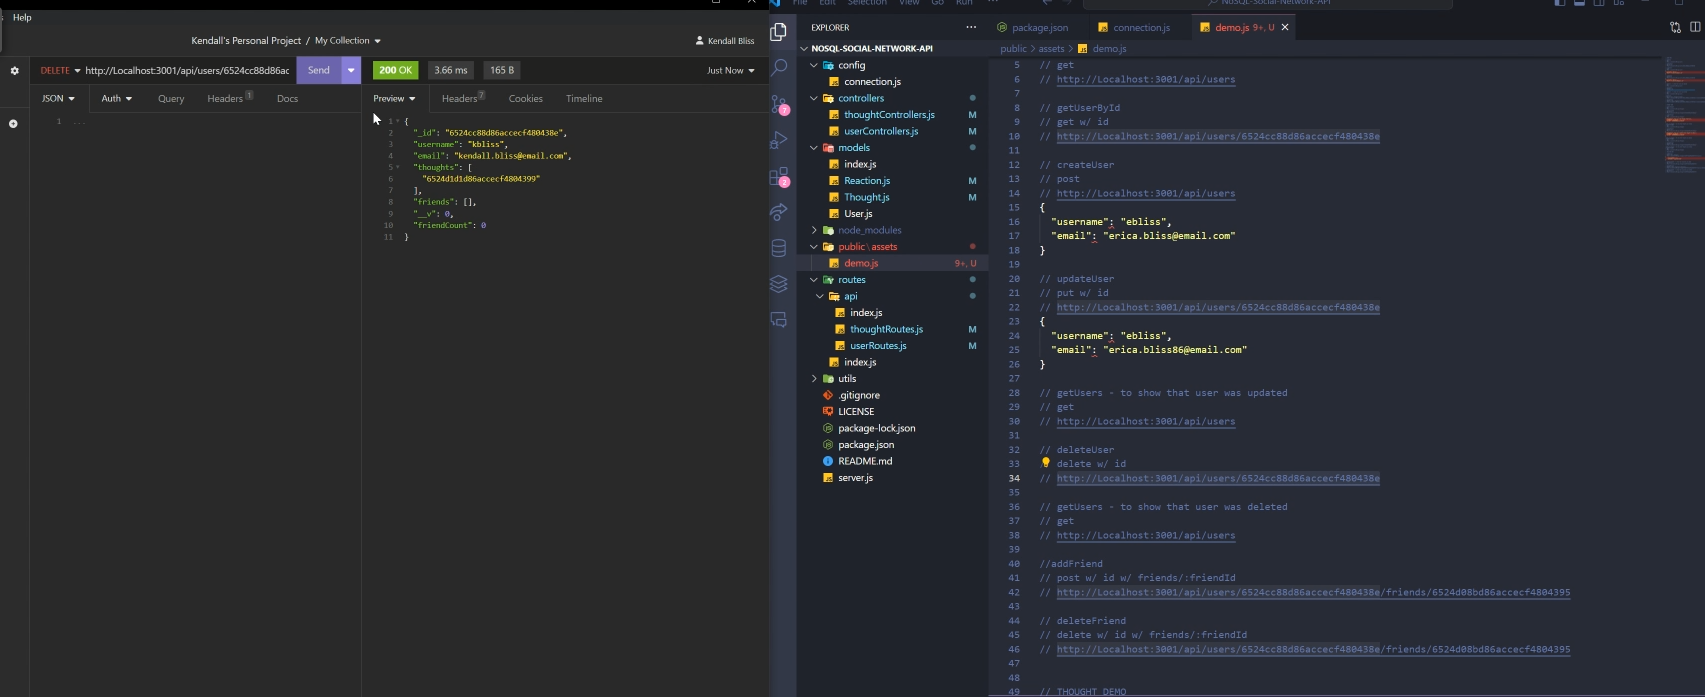 Help
Kendall's Personal Project / My Collection
Kendall Bliss
DELETE http://Localhost:3001/api/users/6524cc88d86ac Send
200 OK 3.66 ms 165 B Just Now
JSON Auth Query Headers 1 Docs
Preview Headers 7 Cookies Timeline
1 ...
1 {
2 "_id": "6524cc88d86accecf480438e",
3 "username": "kbliss",
4 "email": "kendall.bliss@email.com",
5 "thoughts": [
6 "6524d1d1d86accecf4804399"
7 ],
8 "friends": [],
9 "__v": 0,
10 "friendCount": 0
11 }
File Edit Selection View Go Run ...
NoSQL-Social-Network-API
EXPLORER ...
NOSQL-SOCIAL-NETWORK-API
config
connection.js
controllers
thoughtControllers.js M
userControllers.js M
models
index.js
Reaction.js M
Thought.js M
User.js
node_modules
public\assets
demo.js 9+, U
routes
api
index.js
thoughtRoutes.js M
userRoutes.js M
index.js
utils
.gitignore
LICENSE
package-lock.json
package.json
README.md
server.js
7
2
package.json connection.js demo.js 9+, U
public > assets > demo.js
5 // get
6 // http://Localhost:3001/api/users
7
8 // getUserById
9 // get w/ id
10 // http://Localhost:3001/api/users/6524cc88d86accecf480438e
11
12 // createUser
13 // post
14 // http://Localhost:3001/api/users
15 {
16 "username": "ebliss",
17 "email": "erica.bliss@email.com"
18 }
19
20 // updateUser
21 // put w/ id
22 // http://Localhost:3001/api/users/6524cc88d86accecf480438e
23 {
24 "username": "ebliss",
25 "email": "erica.bliss86@email.com"
26 }
27
28 // getUsers - to show that user was updated
29 // get
30 // http://Localhost:3001/api/users
31
32 // deleteUser
33 delete w/ id
34 // http://Localhost:3001/api/users/6524cc88d86accecf480438e
35
36 // getUsers - to show that user was deleted
37 // get
38 // http://Localhost:3001/api/users
39
40 //addFriend
41 // post w/ id w/ friends/:friendId
42 // http://Localhost:3001/api/users/6524cc88d86accecf480438e/friends/6524d08bd86accecf4804395
43
44 // deleteFriend
45 // delete w/ id w/ friends/:friendId
46 // http://Localhost:3001/api/users/6524cc88d86accecf480438e/friends/6524d08bd86accecf4804395
47
48
49 // THOUGHT DEMO